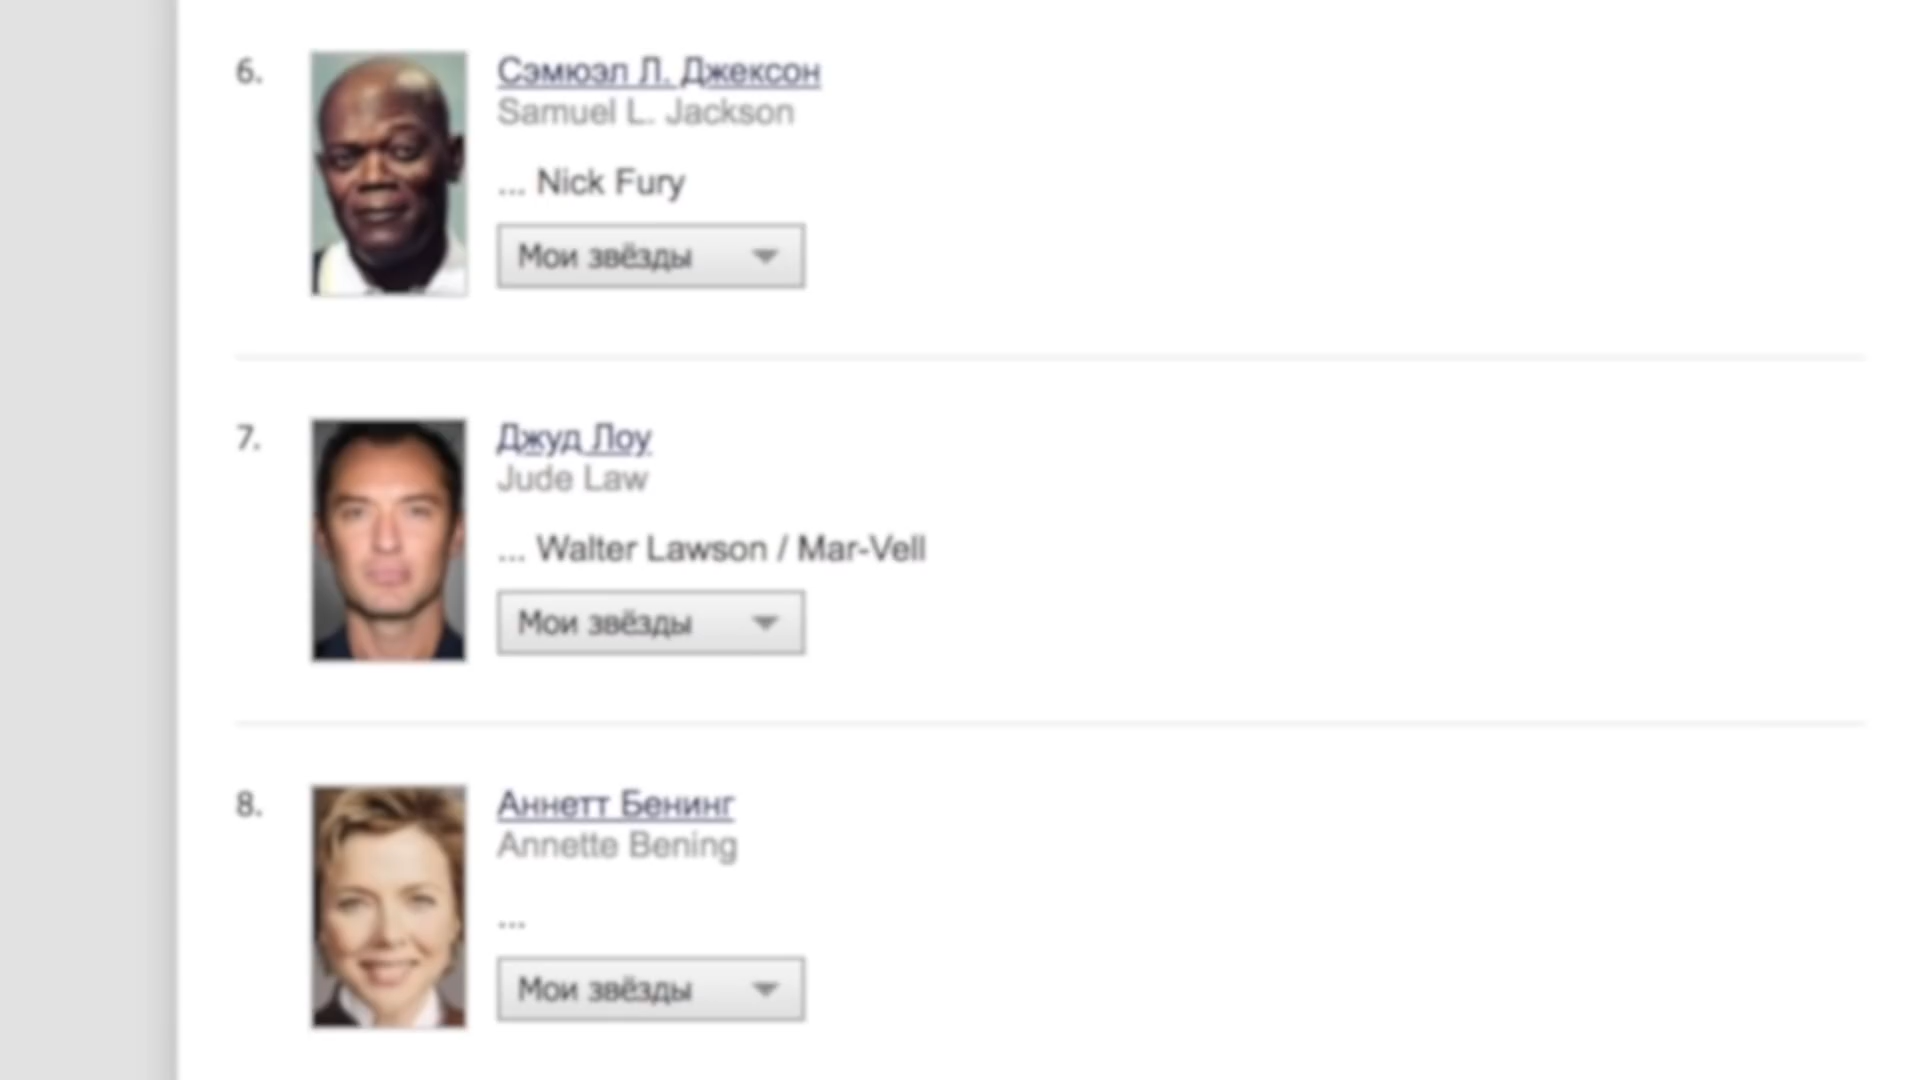 6.
Сэмюэл Л. Джексон
Samuel L. Jackson
... Nick Fury
Мои звёзды
7.
Джуд Лоу
Jude Law
... Walter Lawson / Mar-Vell
Мои звёзды
8.
Аннетт Бенинг
Annette Bening
...
Мои звёзды